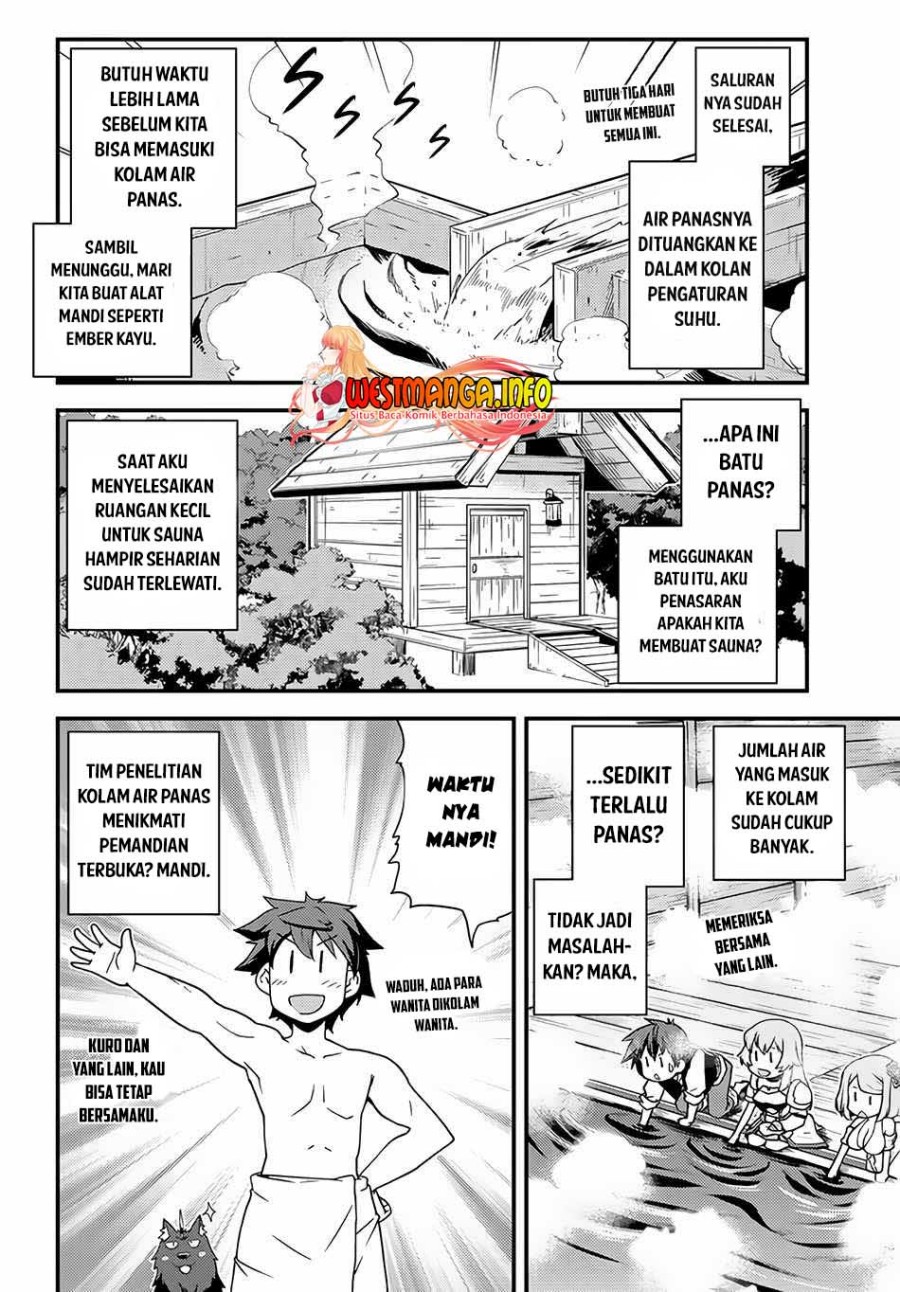 SALURAN
NYA SUDAH
SELESAI,
BUTUH TIGA HARI
UNTUK MEMBUAT
SEMUA INI.
AIR PANASNYA
DITUANGKAN KE
DALAM KOLAN
PENGATURAN
SUHU.
BUTUH WAKTU
LEBIH LAMA
SEBELUM KITA
BISA MEMASUKI
KOLAM AIR
PANAS.
SAMBIL
MENUNGGU, MARI
KITA BUAT ALAT
MANDI SEPERTI
EMBER KAYU.
WESTMANGA.INFO
Situs Baca Komik Berbahasa Indonesia
...APA INI
BATU
PANAS?
MENGGUNAKAN
BATU ITU, AKU
PENASARAN
APAKAH KITA
MEMBUAT SAUNA?
SAAT AKU
MENYELESAIKAN
RUANGAN KECIL
UNTUK SAUNA
HAMPIR SEHARIAN
SUDAH TERLEWATI.
JUMLAH AIR
YANG MASUK
KE KOLAM
SUDAH CUKUP
BANYAK.
MEMERIKSA
BERSAMA
YANG LAIN.
...SEDIKIT
TERLALU
PANAS?
TIDAK JADI
MASALAH-
KAN? MAKA,
WAKTU
NYA
MANDI!
TIM PENELITIAN
KOLAM AIR PANAS
MENIKMATI
PEMANDIAN
TERBUKA? MANDI.
WADUH, ADA PARA
WANITA DIKOLAM
WANITA.
KURO DAN
YANG LAIN, KAU
BISA TETAP
BERSAMAKU.